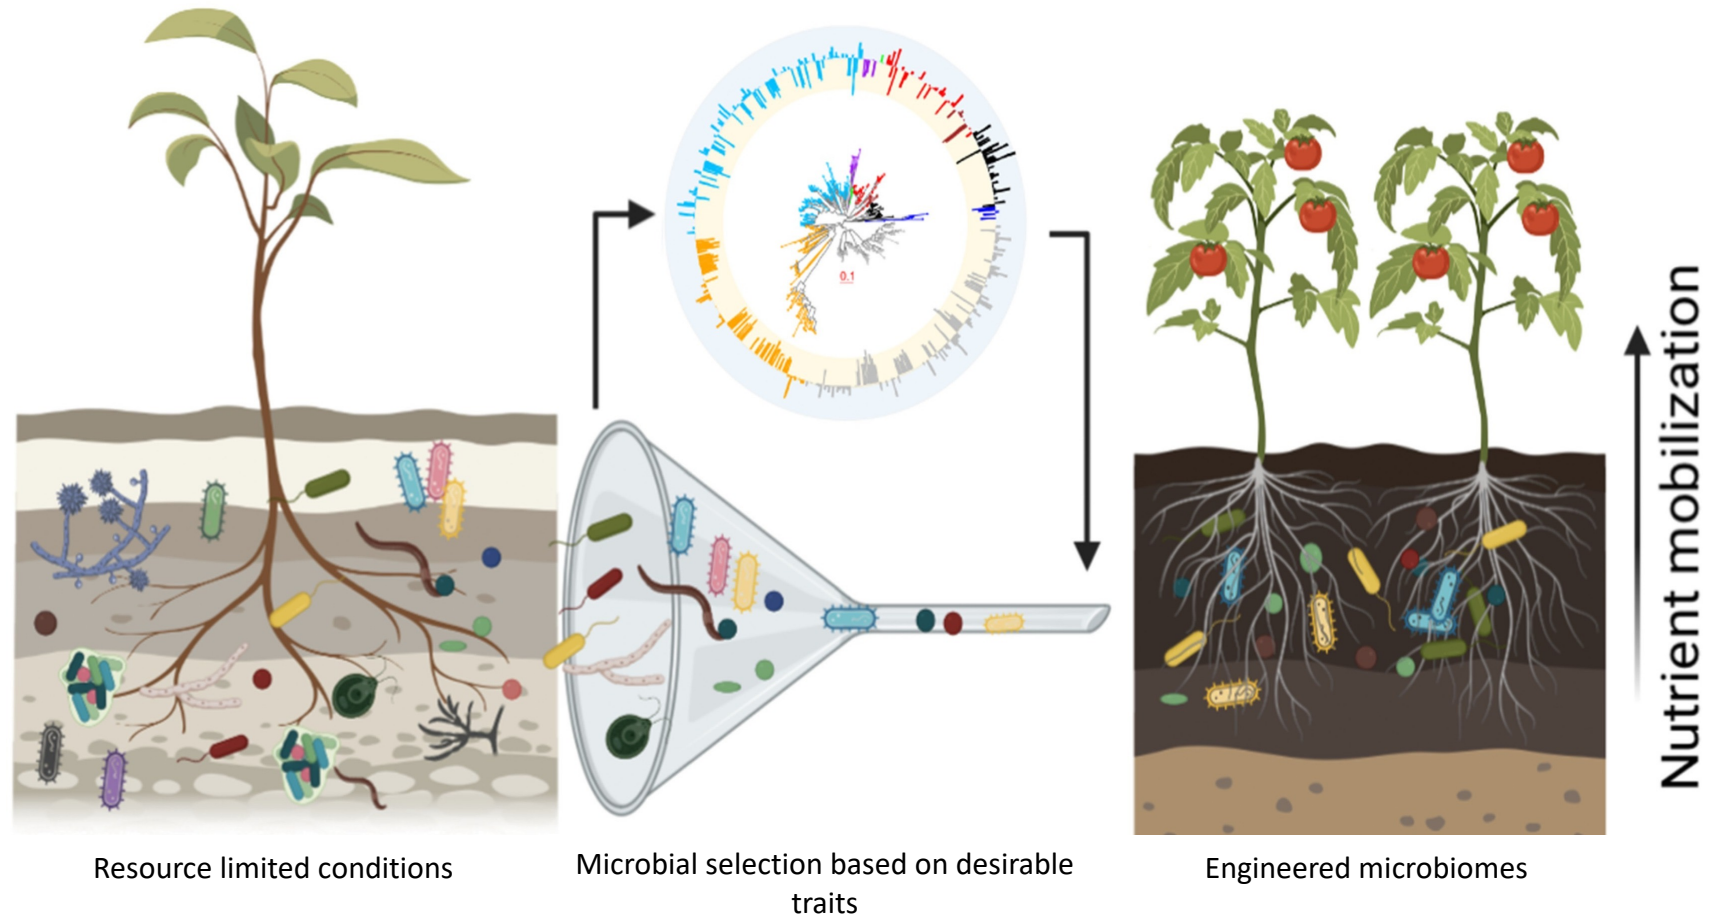 0.1
Nutrient mobilization
Resource limited conditions
Microbial selection based on desirable
traits
Engineered microbiomes